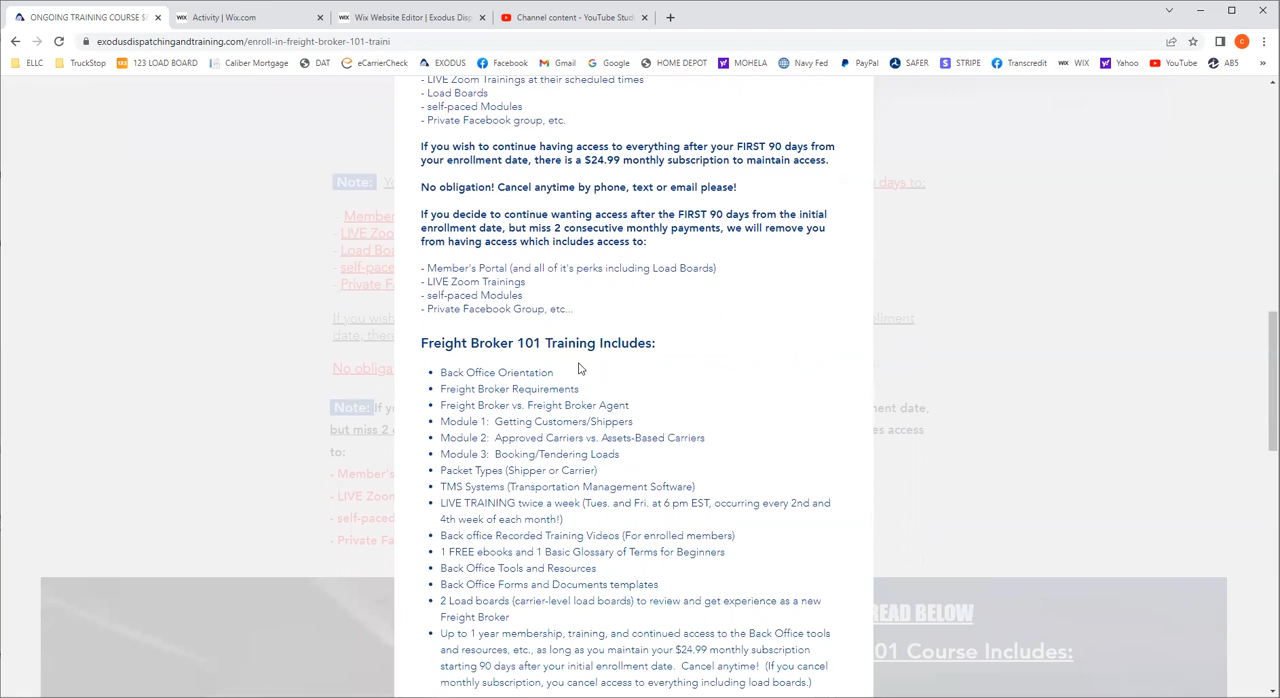 ONGOING TRAINING COURSE $
Activity | Wix.com
Wix Website Editor | Exodus Disp
Channel content - YouTube Stud
exodusdispatchingandtraining.com/enroll-in-freight-broker-101-traini
ELLC TruckStop 123 LOAD BOARD Caliber Mortgage DAT eCarrierCheck EXODUS Facebook Gmail Google HOME DEPOT MOHELA Navy Fed PayPal SAFER STRIPE Transcredit WIX Yahoo YouTube AB5
- LIVE Zoom Trainings at their scheduled times
- Load Boards
- self-paced Modules
- Private Facebook group, etc.
If you wish to continue having access to everything after your FIRST 90 days from
your enrollment date, there is a $24.99 monthly subscription to maintain access.
No obligation! Cancel anytime by phone, text or email please!
If you decide to continue wanting access after the FIRST 90 days from the initial
enrollment date, but miss 2 consecutive monthly payments, we will remove you
from having access which includes access to:
- Member's Portal (and all of it's perks including Load Boards)
- LIVE Zoom Trainings
- self-paced Modules
- Private Facebook Group, etc...
Freight Broker 101 Training Includes:
• Back Office Orientation
• Freight Broker Requirements
• Freight Broker vs. Freight Broker Agent
• Module 1: Getting Customers/Shippers
• Module 2: Approved Carriers vs. Assets-Based Carriers
• Module 3: Booking/Tendering Loads
• Packet Types (Shipper or Carrier)
• TMS Systems (Transportation Management Software)
• LIVE TRAINING twice a week (Tues. and Fri. at 6 pm EST, occurring every 2nd and
4th week of each month!)
• Back office Recorded Training Videos (For enrolled members)
• 1 FREE ebooks and 1 Basic Glossary of Terms for Beginners
• Back Office Tools and Resources
• Back Office Forms and Documents templates
• 2 Load boards (carrier-level load boards) to review and get experience as a new
Freight Broker
• Up to 1 year membership, training, and continued access to the Back Office tools
and resources, etc., as long as you maintain your $24.99 monthly subscription
starting 90 days after your initial enrollment date. Cancel anytime! (If you cancel
monthly subscription, you cancel access to everything including load boards.)
Note: Y
days to:
- Member
- LIVE Zoo
- Load Boa
- self-pace
- Private F
If you wish
ollment
date, there
No obliga
Note: If y
ment date,
but miss 2
es access
to:
- Member's
- LIVE Zoo
- self-pac
- Private F
READ BELOW
01 Course Includes: